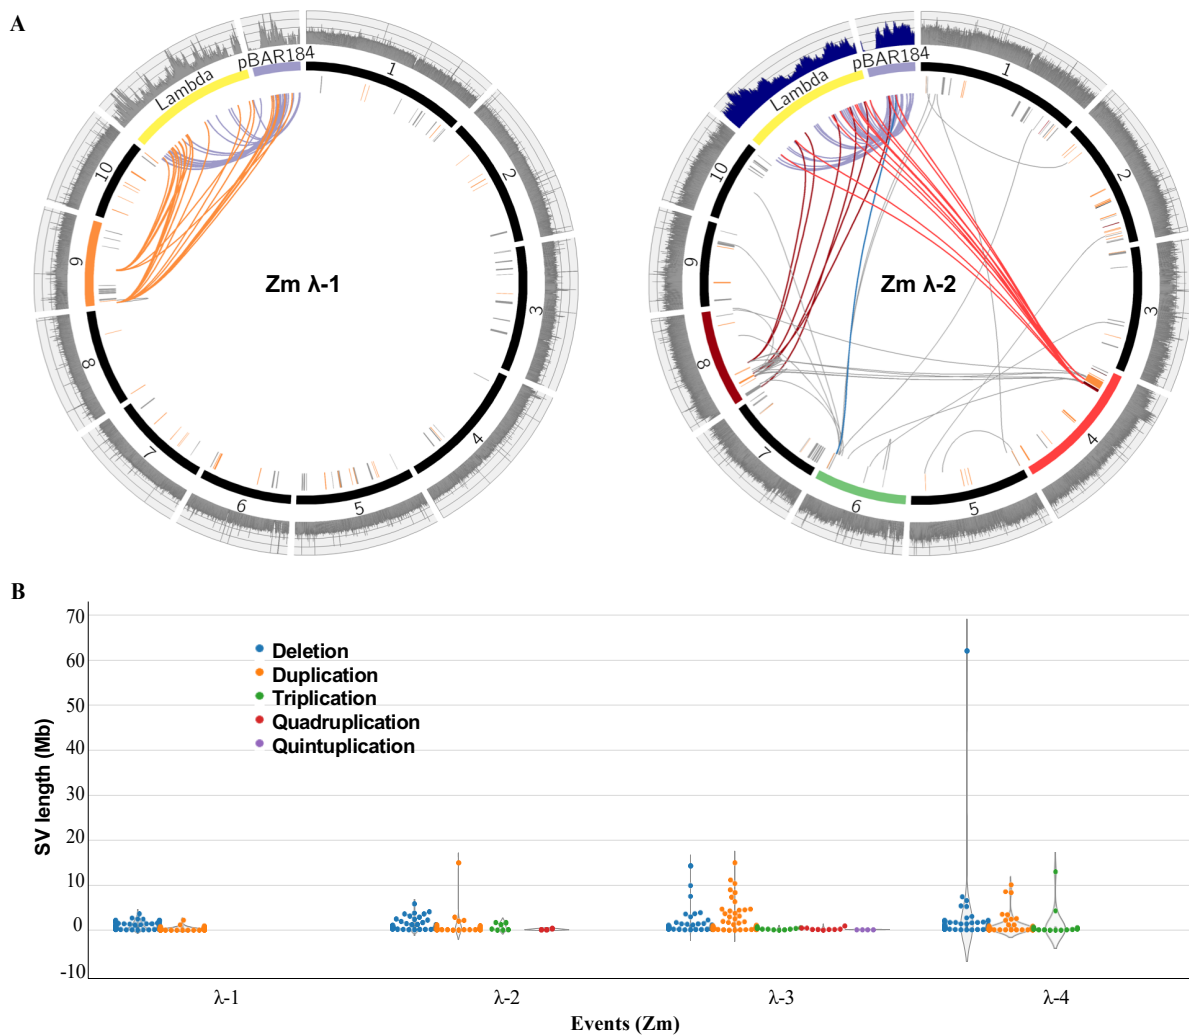 A
Lambda
pBAR184
1
2
3
4
5
6
7
8
9
10
Zm λ-1
Lambda
pBAR184
1
2
3
4
5
6
7
8
9
10
Zm λ-2
B
SV length (Mb)
70
60
50
40
30
20
10
0
-10
Deletion
Duplication
Triplication
Quadruplication
Quintuplication
λ-1
λ-2
λ-3
λ-4
Events (Zm)